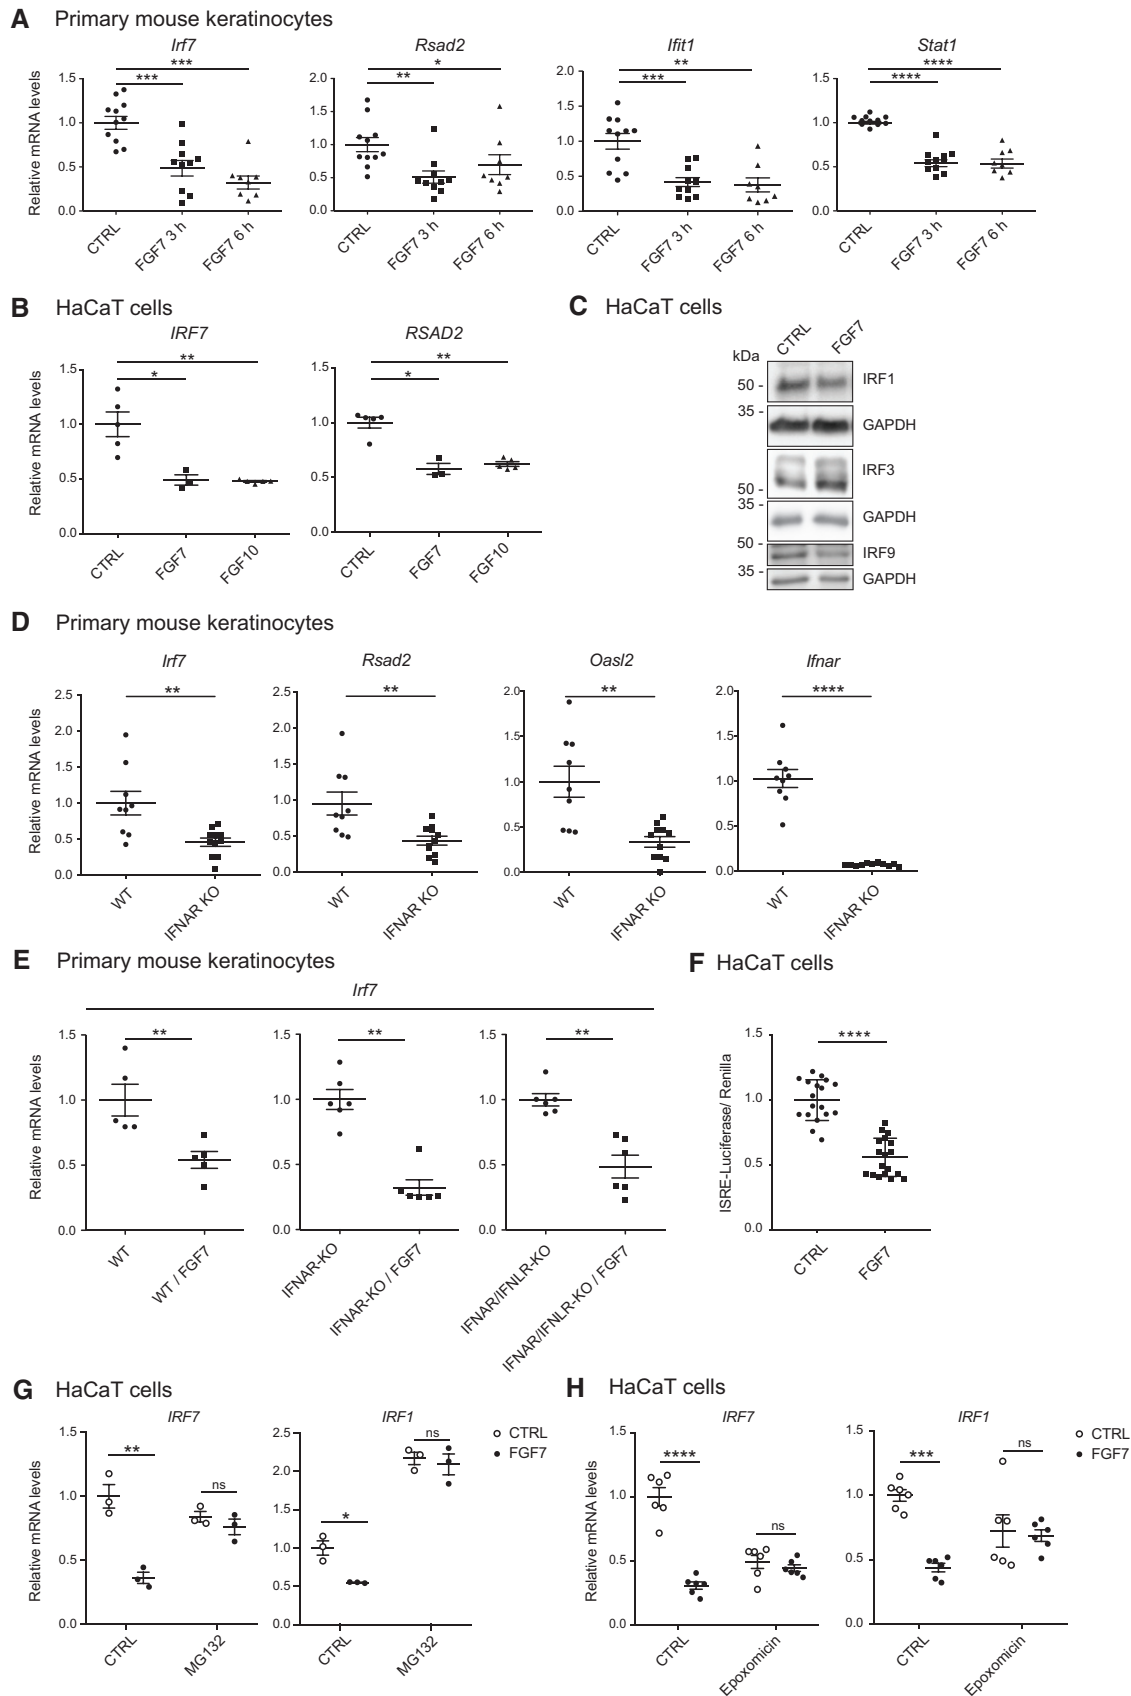 A Primary mouse keratinocytes
Irf7 Rsad2 Ifit1 Stat1
*** * ** ****
*** ** *** ****
Relative mRNA levels
1.5 1.0 0.5 0.0
CTRL FGF7 3 h FGF7 6 h
2.0 1.5 1.0 0.5 0.0
CTRL FGF7 3 h FGF7 6 h
2.0 1.5 1.0 0.5 0.0
CTRL FGF7 3 h FGF7 6 h
1.5 1.0 0.5 0.0
CTRL FGF7 3 h FGF7 6 h
B HaCaT cells
IRF7 RSAD2
** **
* *
Relative mRNA levels
1.5 1.0 0.5 0.0
CTRL FGF7 FGF10
1.5 1.0 0.5 0.0
CTRL FGF7 FGF10
C HaCaT cells
CTRL FGF7
kDa
50 - IRF1
35 - GAPDH
IRF3
50 -
35 - GAPDH
50 - IRF9
35 - GAPDH
D Primary mouse keratinocytes
Irf7 Rsad2 Oasl2 Ifnar
** ** ** ****
Relative mRNA levels
2.5 2.0 1.5 1.0 0.5 0.0
WT IFNAR KO
2.5 2.0 1.5 1.0 0.5 0.0
WT IFNAR KO
2.0 1.5 1.0 0.5 0.0
WT IFNAR KO
2.0 1.5 1.0 0.5 0.0
WT IFNAR KO
E Primary mouse keratinocytes
Irf7
** ** **
Relative mRNA levels
1.5 1.0 0.5 0.0
WT WT / FGF7
1.5 1.0 0.5 0.0
IFNAR-KO IFNAR-KO / FGF7
1.5 1.0 0.5 0.0
IFNAR/IFNLR-KO IFNAR/IFNLR-KO / FGF7
F HaCaT cells
****
ISRE-Luciferase/ Renilla
1.5 1.0 0.5 0.0
CTRL FGF7
G HaCaT cells
IRF7 IRF1
CTRL
FGF7
** ns
* ns
Relative mRNA levels
1.5 1.0 0.5 0.0
CTRL MG132
2.5 2.0 1.5 1.0 0.5 0.0
CTRL MG132
H HaCaT cells
IRF7 IRF1
CTRL
FGF7
**** ns
*** ns
Relative mRNA levels
1.5 1.0 0.5 0.0
CTRL Epoxomicin
1.5 1.0 0.5 0.0
CTRL Epoxomicin